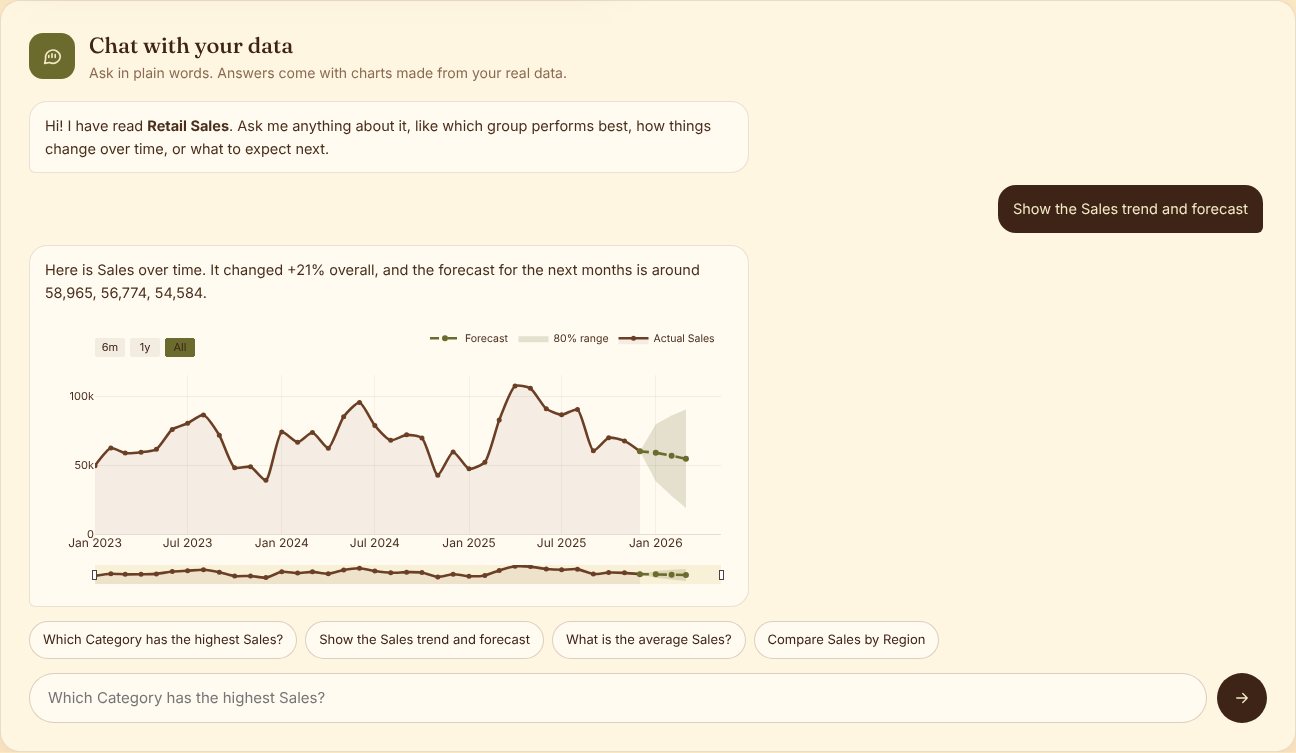 Chat with your data
Ask in plain words. Answers come with charts made from your real data.
Hi! I have read Retail Sales. Ask me anything about it, like which group performs best, how things
change over time, or what to expect next.
Show the Sales trend and forecast
Here is Sales over time. It changed +21% overall, and the forecast for the next months is around
58,965, 56,774, 54,584.
6m 1y All
Forecast 80% range Actual Sales
100k
50k
0
Jan 2023 Jul 2023 Jan 2024 Jul 2024 Jan 2025 Jul 2025 Jan 2026
Which Category has the highest Sales? Show the Sales trend and forecast What is the average Sales? Compare Sales by Region
Which Category has the highest Sales?